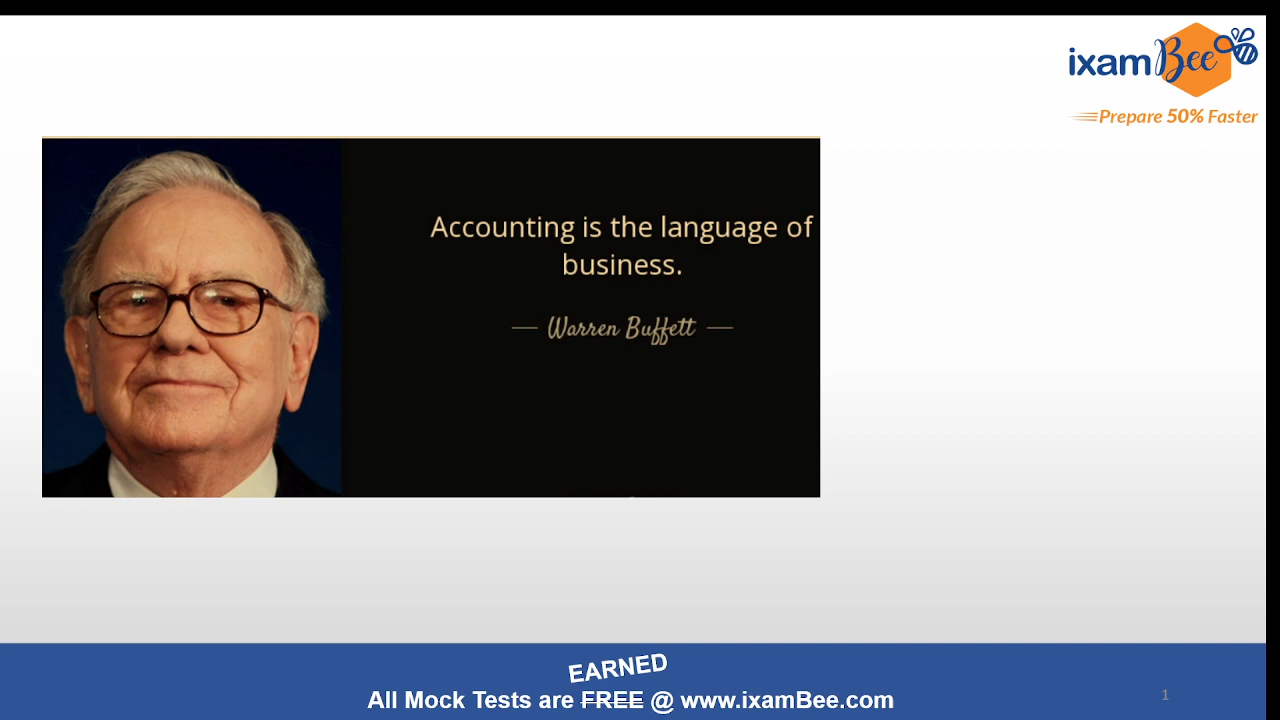 ixamBee
Prepare 50% Faster
Accounting is the language of
business.
Warren Buffett
EARNED
All Mock Tests are FREE @ www.ixamBee.com
1